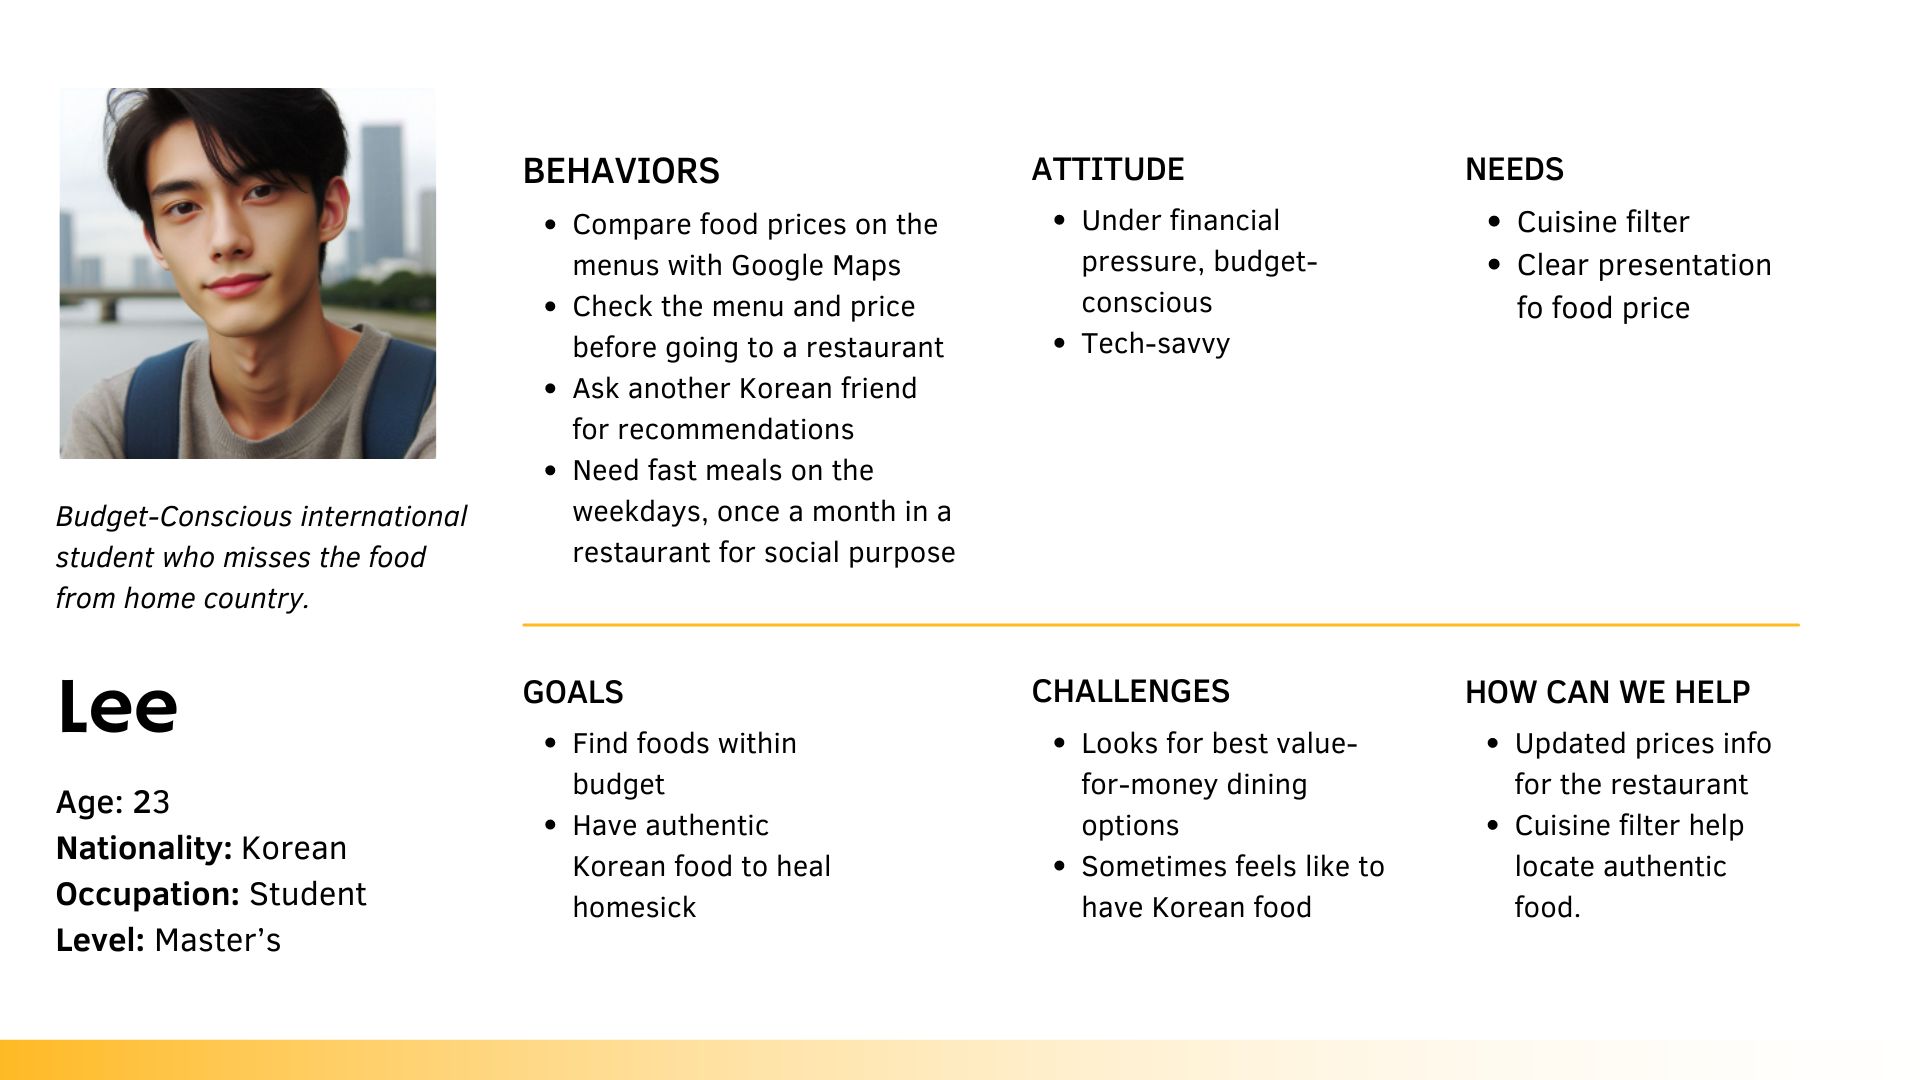 Budget-Conscious international
student who misses the food
from home country.
Lee
Age: 23
Nationality: Korean
Occupation: Student
Level: Master's
BEHAVIORS
• Compare food prices on the
menus with Google Maps
• Check the menu and price
before going to a restaurant
• Ask another Korean friend
for recommendations
• Need fast meals on the
weekdays, once a month in a
restaurant for social purpose
ATTITUDE
• Under financial
pressure, budget-
conscious
• Tech-savvy
NEEDS
• Cuisine filter
• Clear presentation
fo food price
GOALS
• Find foods within
budget
• Have authentic
Korean food to heal
homesick
CHALLENGES
• Looks for best value-
for-money dining
options
• Sometimes feels like to
have Korean food
HOW CAN WE HELP
• Updated prices info
for the restaurant
• Cuisine filter help
locate authentic
food.